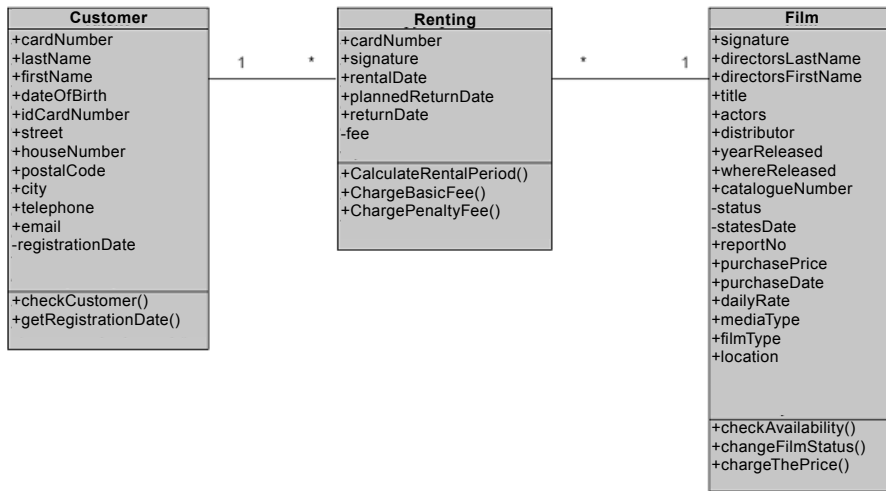 Customer
+cardNumber
+lastName
+firstName
+dateOfBirth
+idCardNumber
+street
+houseNumber
+postalCode
+city
+telephone
+email
-registrationDate
+checkCustomer()
+getRegistrationDate()
1
*
Renting
+cardNumber
+signature
+rentalDate
+plannedReturnDate
+returnDate
-fee
+CalculateRentalPeriod()
+ChargeBasicFee()
+ChargePenaltyFee()
*
1
Film
+signature
+directorsLastName
+directorsFirstName
+title
+actors
+distributor
+yearReleased
+whereReleased
+catalogueNumber
-status
-statesDate
+reportNo
+purchasePrice
+purchaseDate
+dailyRate
+mediaType
+filmType
+location
+checkAvailability()
+changeFilmStatus()
+chargeThePrice()